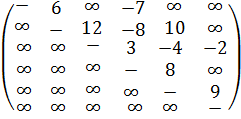 − 6 ∞ −7 ∞ ∞
∞ − 12 −8 10 ∞
∞ ∞ − 3 −4 −2
∞ ∞ ∞ − 8 ∞
∞ ∞ ∞ ∞ − 9
∞ ∞ ∞ ∞ ∞ −